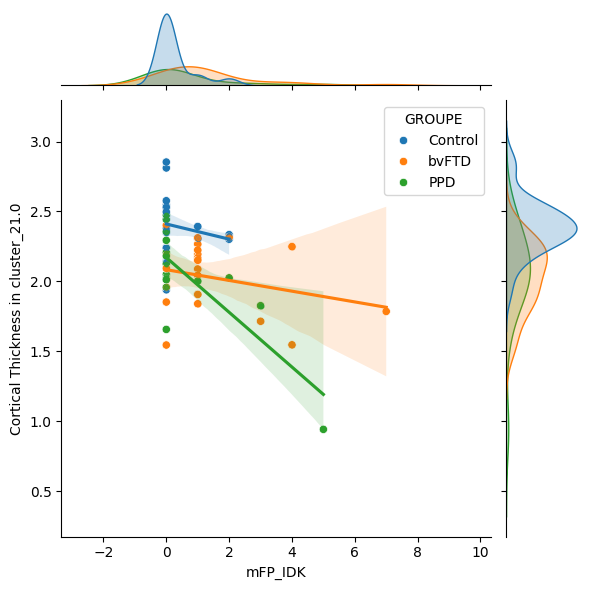 GROUPE
Control
bvFTD
PPD
Cortical Thickness in cluster_21.0
3.0
2.5
2.0
1.5
1.0
0.5
−2 0 2 4 6 8 10
mFP_IDK